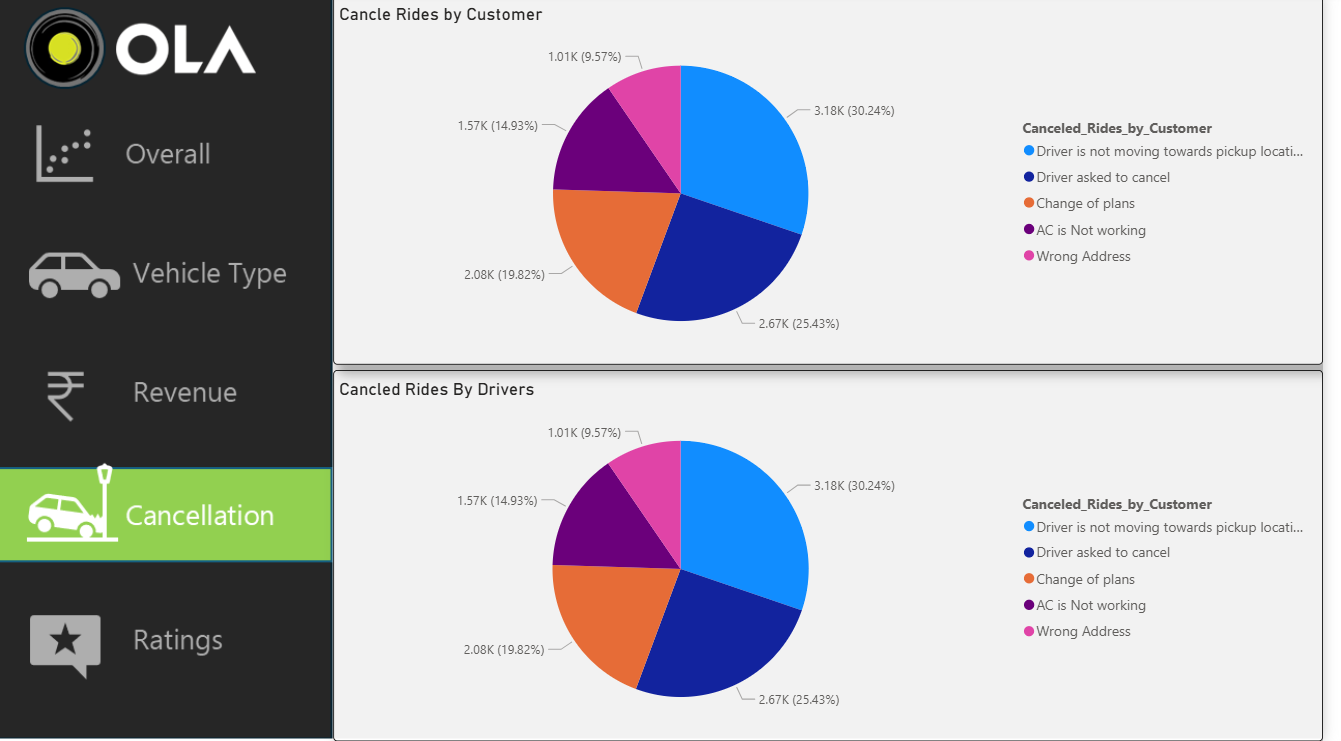 OLA
Overall
Vehicle Type
Revenue
Cancellation
Ratings
Cancle Rides by Customer
1.01K (9.57%)
3.18K (30.24%)
1.57K (14.93%)
2.08K (19.82%)
2.67K (25.43%)
Canceled_Rides_by_Customer
Driver is not moving towards pickup locati...
Driver asked to cancel
Change of plans
AC is Not working
Wrong Address
Cancled Rides By Drivers
1.01K (9.57%)
3.18K (30.24%)
1.57K (14.93%)
2.08K (19.82%)
2.67K (25.43%)
Canceled_Rides_by_Customer
Driver is not moving towards pickup locati...
Driver asked to cancel
Change of plans
AC is Not working
Wrong Address